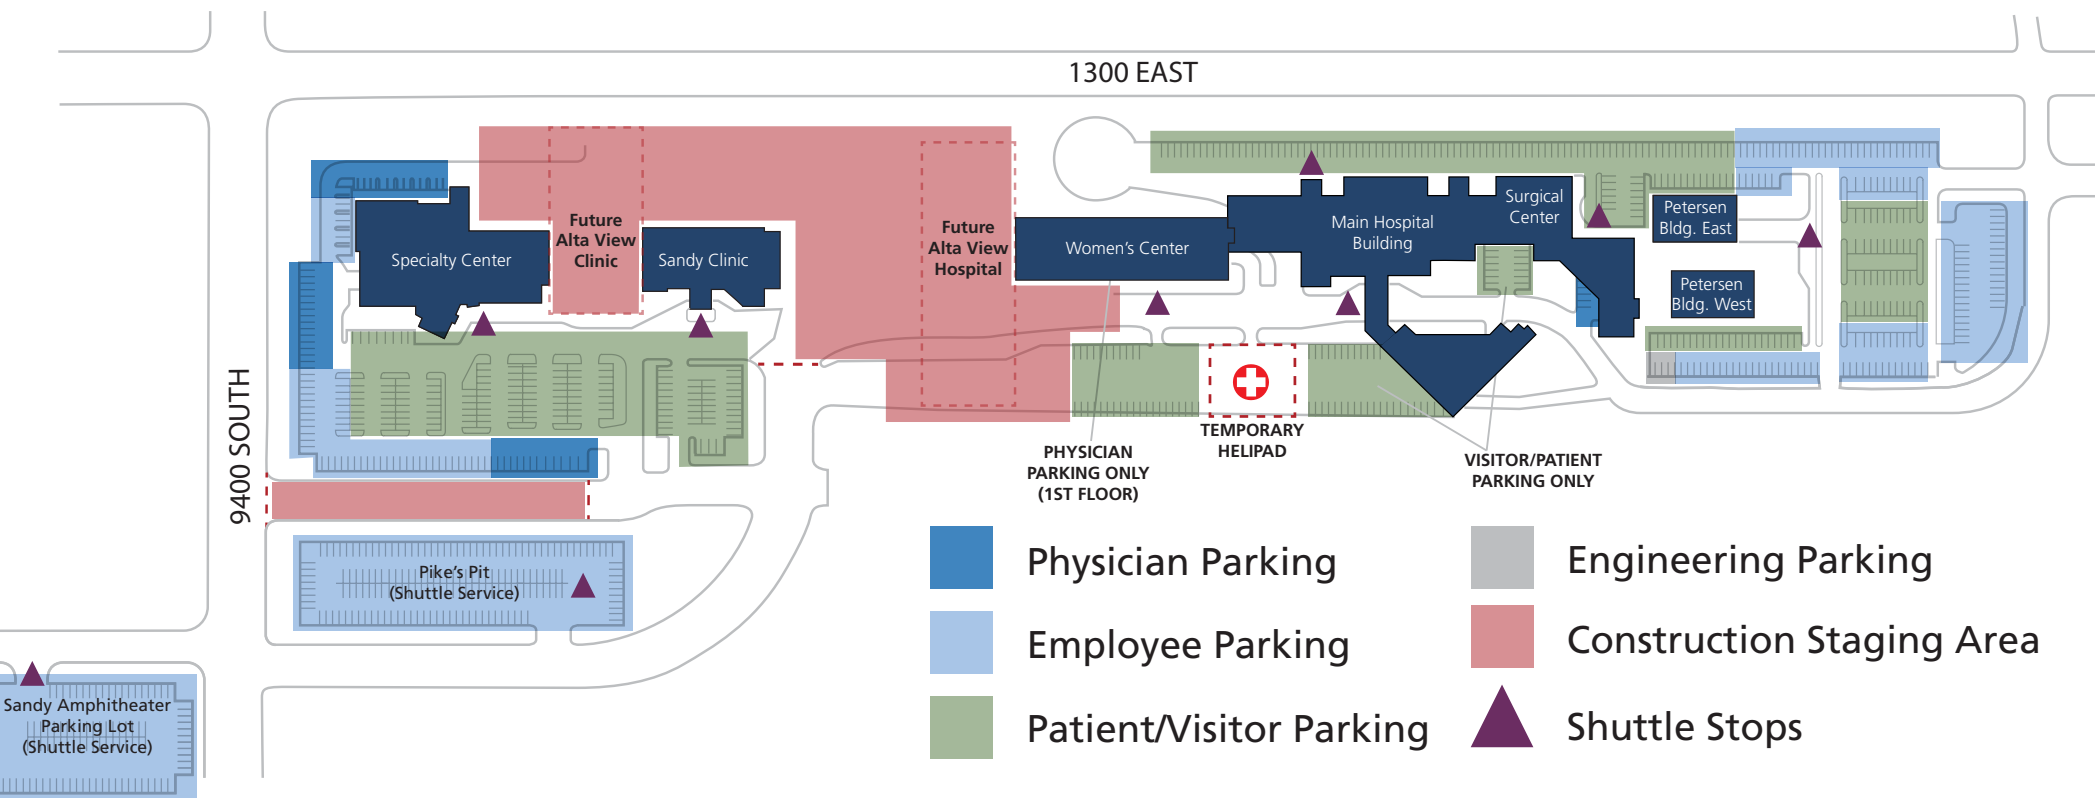 1300 EAST
9400 SOUTH
Specialty Center
Future
Alta View
Clinic
Sandy Clinic
Future
Alta View
Hospital
Women's Center
Main Hospital
Building
Surgical
Center
Petersen
Bldg. East
Petersen
Bldg. West
PHYSICIAN
PARKING ONLY
(1ST FLOOR)
TEMPORARY
HELIPAD
VISITOR/PATIENT
PARKING ONLY
Pike's Pit
(Shuttle Service)
Sandy Amphitheater
Parking Lot
(Shuttle Service)
Physician Parking
Employee Parking
Patient/Visitor Parking
Engineering Parking
Construction Staging Area
Shuttle Stops